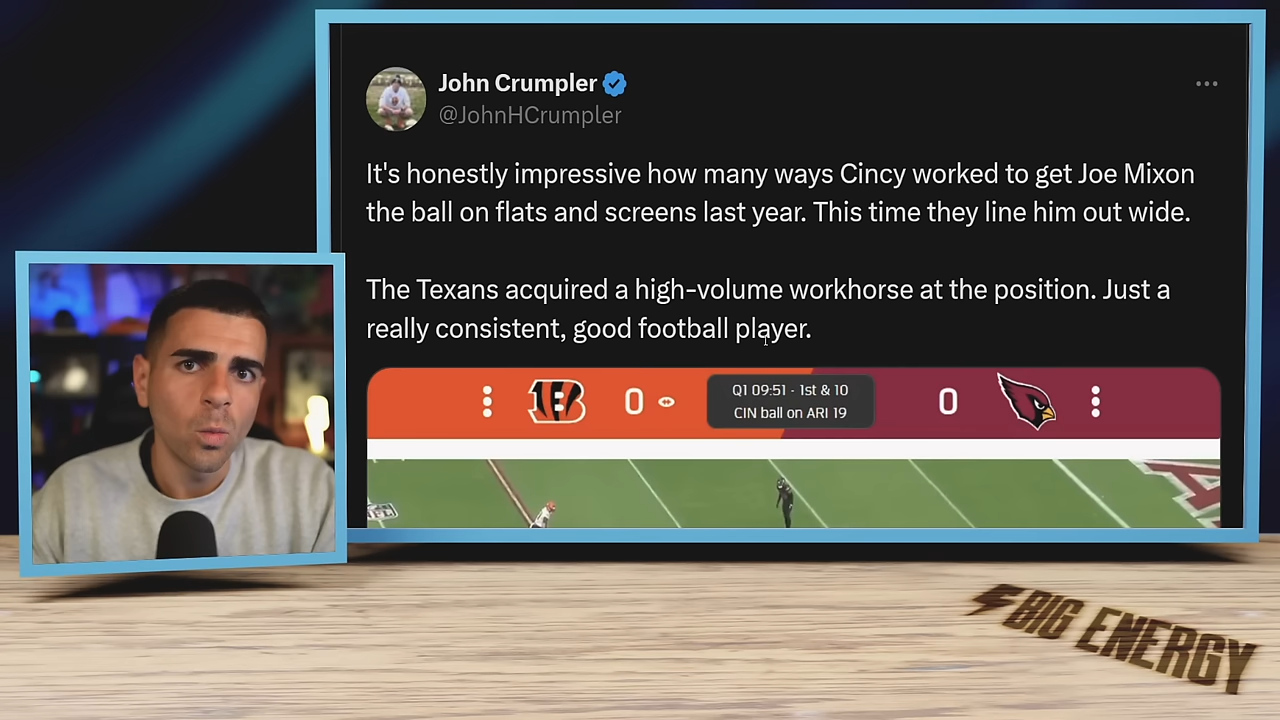 John Crumpler
@JohnHCrumpler
It's honestly impressive how many ways Cincy worked to get Joe Mixon
the ball on flats and screens last year. This time they line him out wide.
The Texans acquired a high-volume workhorse at the position. Just a
really consistent, good football player.
B 0 Q1 09:51 - 1st & 10 0
CIN ball on ARI 19
NFL A
BIG ENERGY